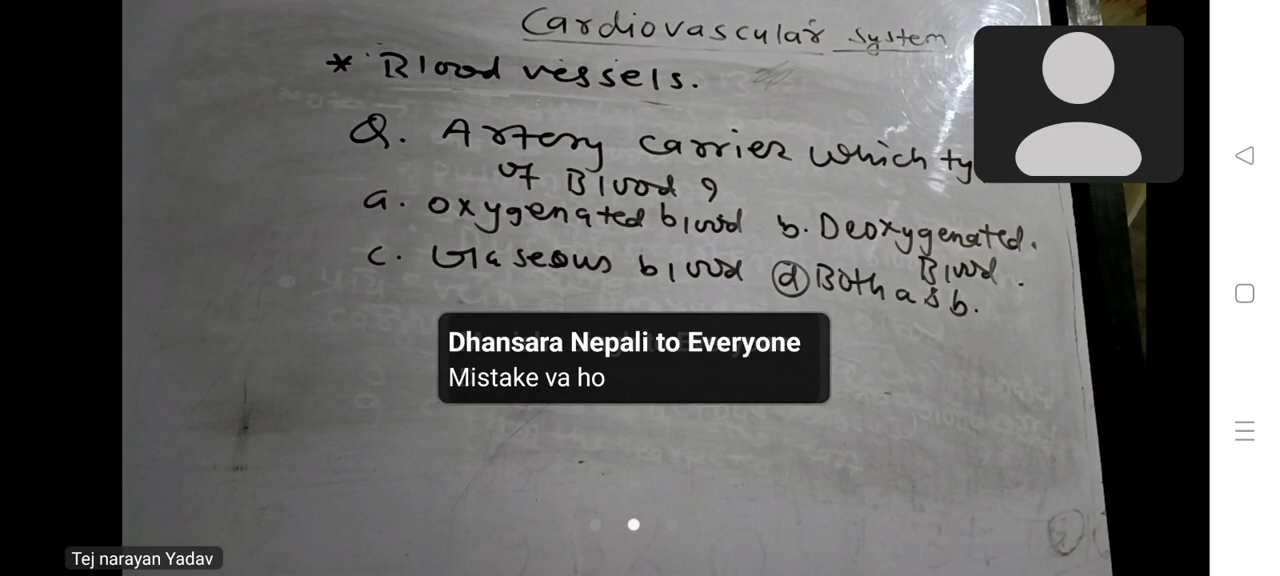 Cardiovascular system
* Blood vessels.
Q. Artery carries which ty
of Blood ?
a. oxygenated blood b. Deoxygenated.
Blood.
c. Gaseous blood d Both a & b.
Dhansara Nepali to Everyone
Mistake va ho
Tej narayan Yadav